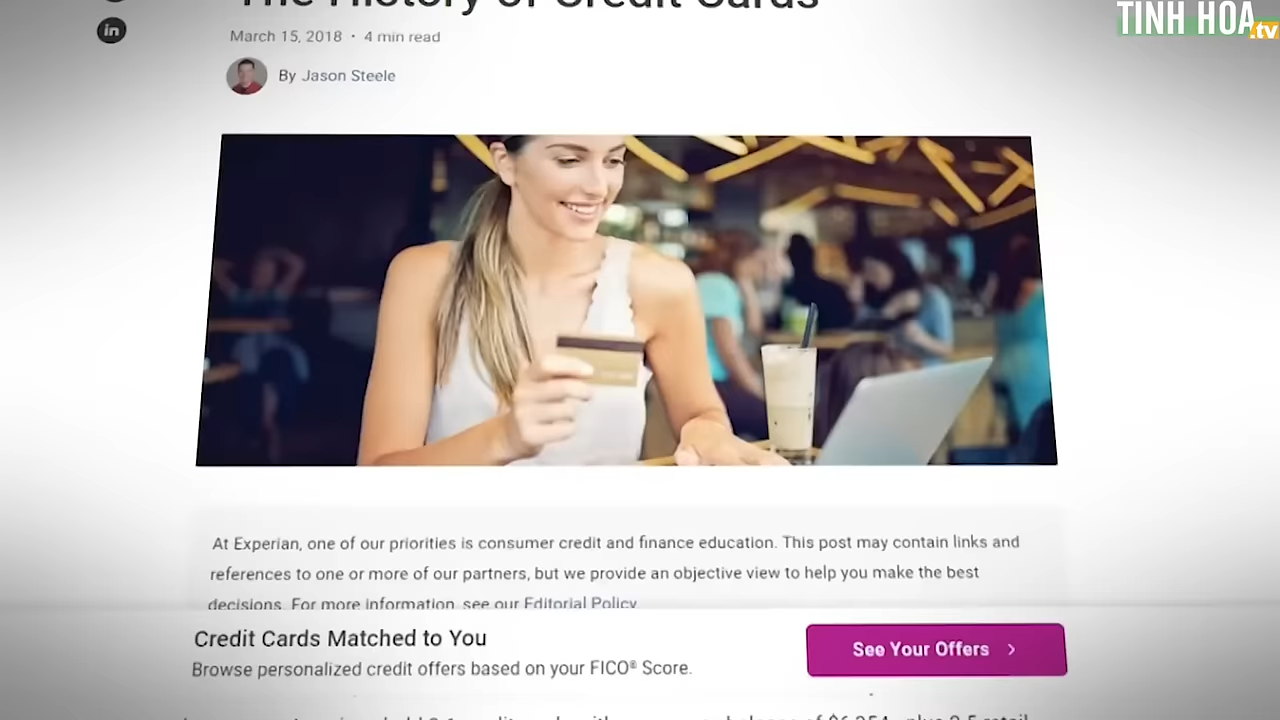 The History of Credit Cards
TINH HOA
.tv
in
March 15, 2018 · 4 min read
By Jason Steele
At Experian, one of our priorities is consumer credit and finance education. This post may contain links and
references to one or more of our partners, but we provide an objective view to help you make the best
decisions. For more information, see our Editorial Policy.
Credit Cards Matched to You
Browse personalized credit offers based on your FICO® Score.
See Your Offers >